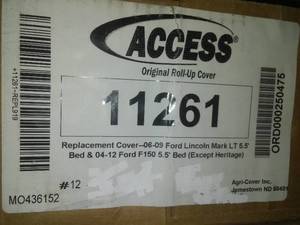 ACCESS®
Original Roll-Up Cover
11261
Replacement Cover--06-09 Ford Lincoln Mark LT 5.5'
Bed & 04-12 Ford F150 5.5' Bed (Except Heritage)
#12
Agri-Cover Inc.
Jamestown ND
MO436152
ORD000250475